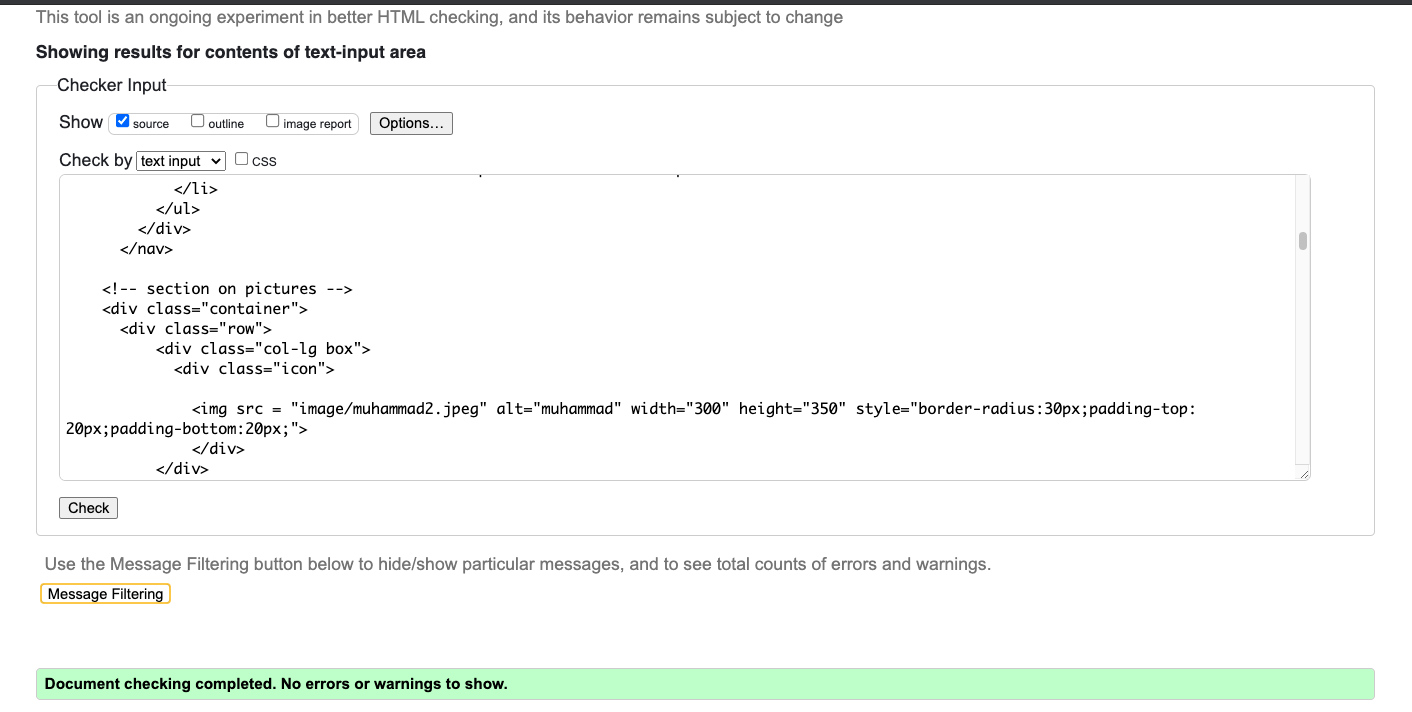 This tool is an ongoing experiment in better HTML checking, and its behavior remains subject to change
Showing results for contents of text-input area
Checker Input
Show source outline image report Options...
Check by text input CSS
</li>
</ul>
</div>
</nav>
<!-- section on pictures -->
<div class="container">
<div class="row">
<div class="col-lg box">
<div class="icon">
<img src = "image/muhammad2.jpeg" alt="muhammad" width="300" height="350" style="border-radius:30px;padding-top:
20px;padding-bottom:20px;">
</div>
</div>
Check
Use the Message Filtering button below to hide/show particular messages, and to see total counts of errors and warnings.
Message Filtering
Document checking completed. No errors or warnings to show.